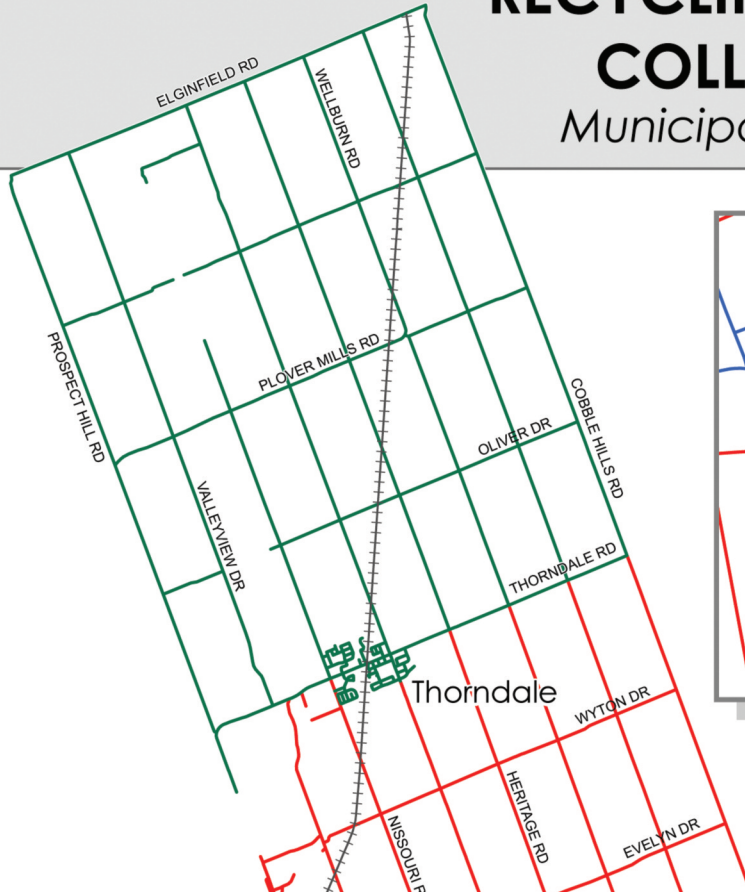 COLL
Municipa
ELGINFIELD RD
WELLBURN RD
PROSPECT HILL RD
PLOVER MILLS RD
COBBLE HILLS RD
OLIVER DR
VALLEYVIEW DR
THORNDALE RD
Thorndale
WYTON DR
HERITAGE RD
NISSOURI
EVELYN DR